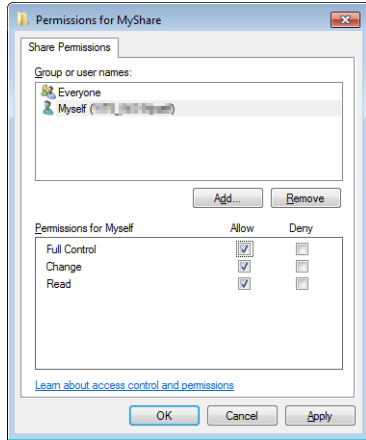 Permissions for MyShare
Share Permissions
Group or user names:
Everyone
Myself (
Add... Remove
Permissions for Myself Allow Deny
Full Control
Change
Read
Learn about access control and permissions
OK Cancel Apply